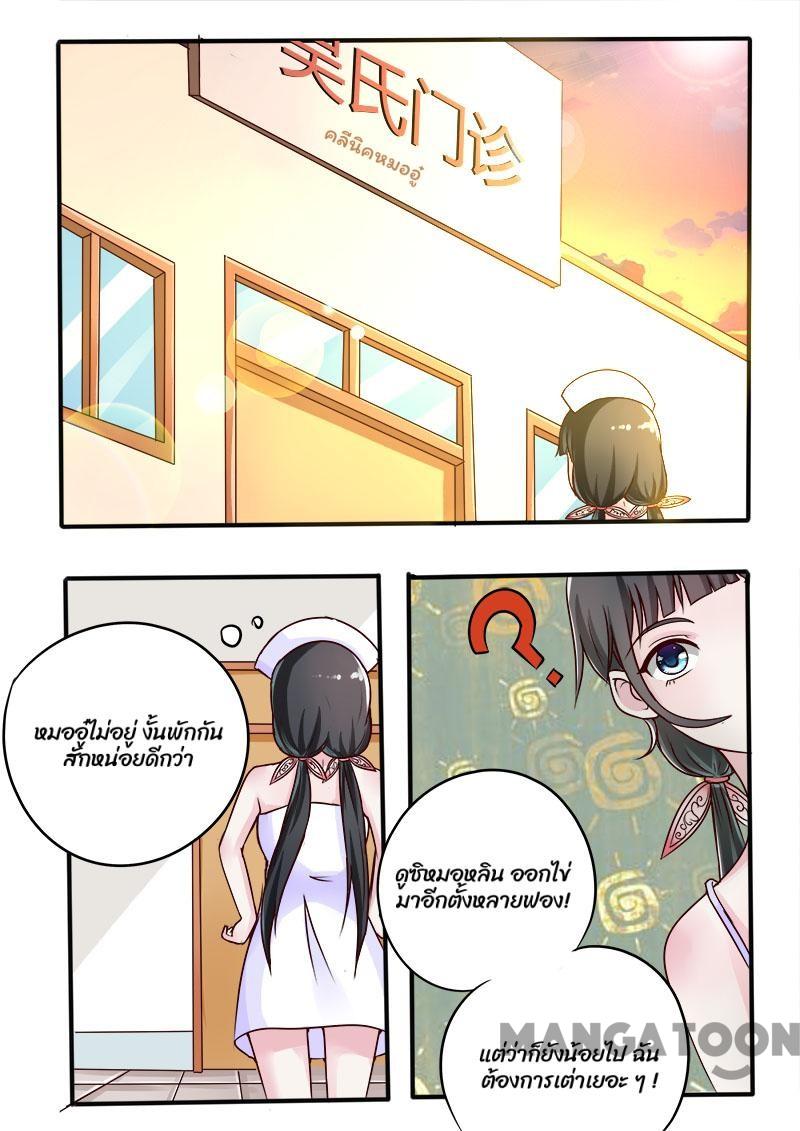 吴氏门诊
คลีนิคหมออู๋
หมออู๋ไม่อยู่ งั้นพักกัน
สักหน่อยดีกว่า
?
ดูซิหมอหลิน ออกไข่
มาอีกตั้งหลายฟอง!
แต่ว่าก็ยังน้อยไป ฉัน
ต้องการเต่าเยอะ ๆ !
MANGATOON